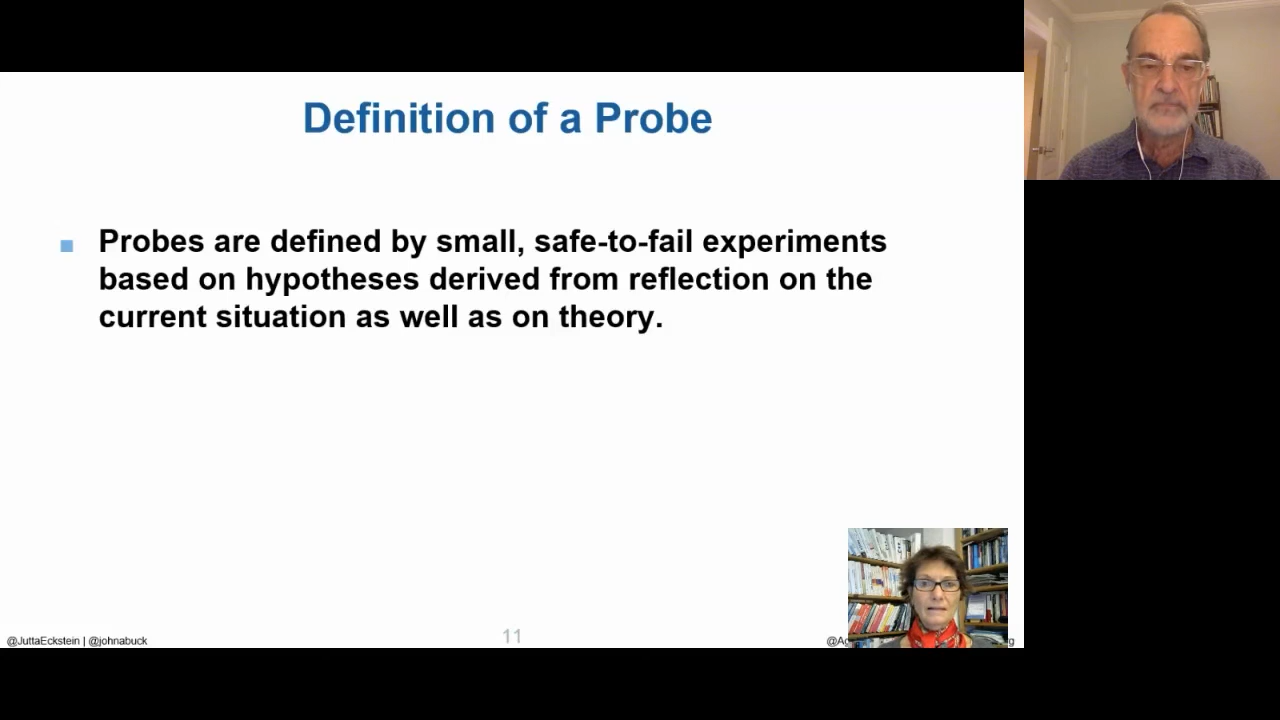 Definition of a Probe
Probes are defined by small, safe-to-fail experiments
based on hypotheses derived from reflection on the
current situation as well as on theory.
@JuttaEckstein | @johnabuck
11